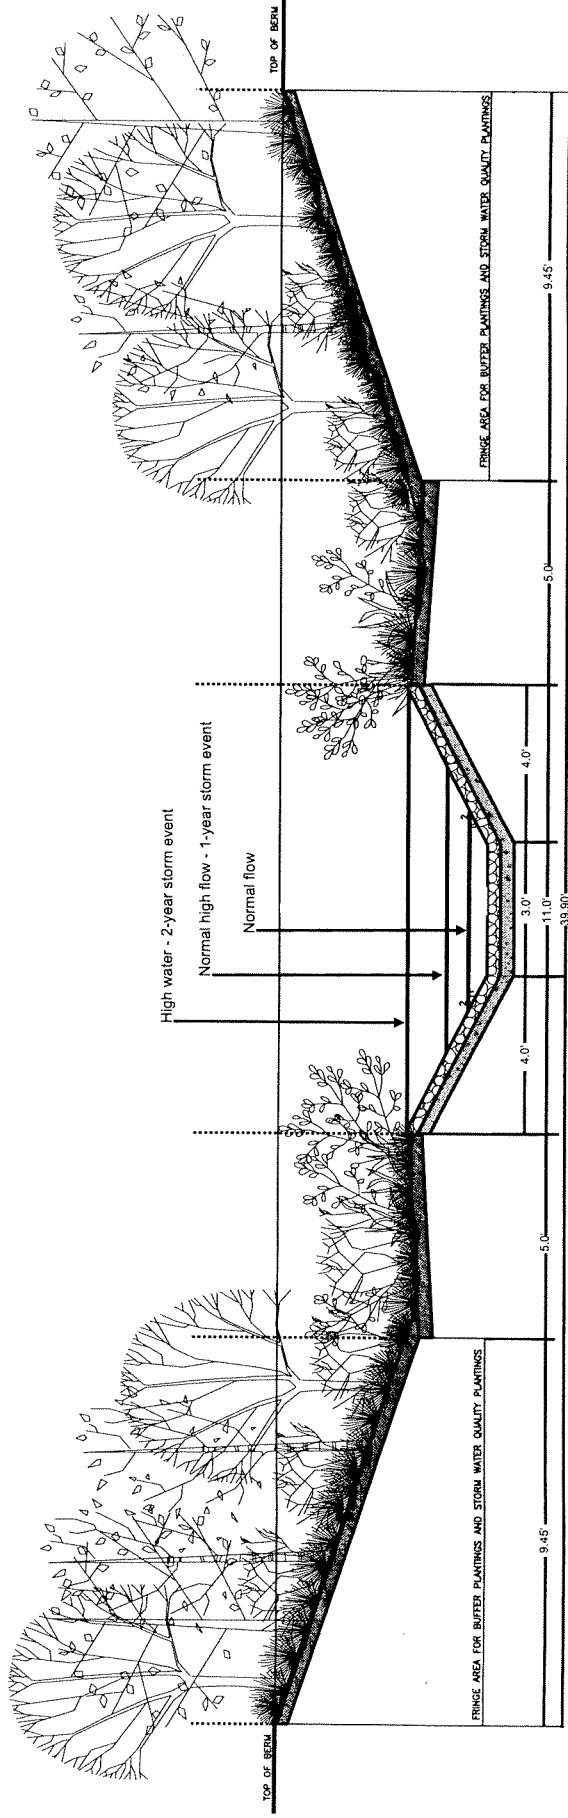 High water - 2-year storm event
Normal high flow - 1-year storm event
Normal flow
TOP OF BERM
TOP OF BERM
FRINGE AREA FOR BUFFER PLANTINGS AND STORM WATER QUALITY PLANTINGS
FRINGE AREA FOR BUFFER PLANTINGS AND STORM WATER QUALITY PLANTINGS
4.0' 3.0' 4.0'
9.45' 5.0' 11.0' 5.0' 9.45'
39.90'